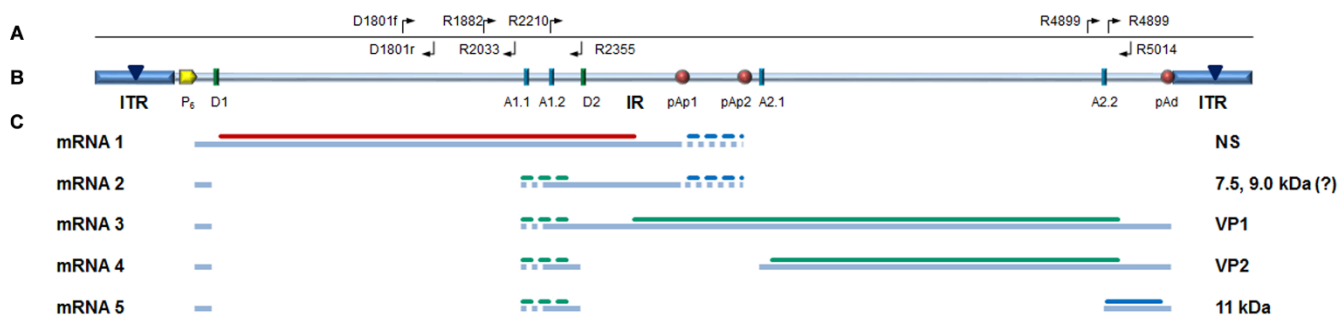 A
D1801f R1882 R2210 R4899 R4899
D1801r R2033 R2355 R5014
B
ITR P6 D1 A1.1 A1.2 D2 IR pAp1 pAp2 A2.1 A2.2 pAd ITR
C
mRNA 1 NS
mRNA 2 7.5, 9.0 kDa (?)
mRNA 3 VP1
mRNA 4 VP2
mRNA 5 11 kDa